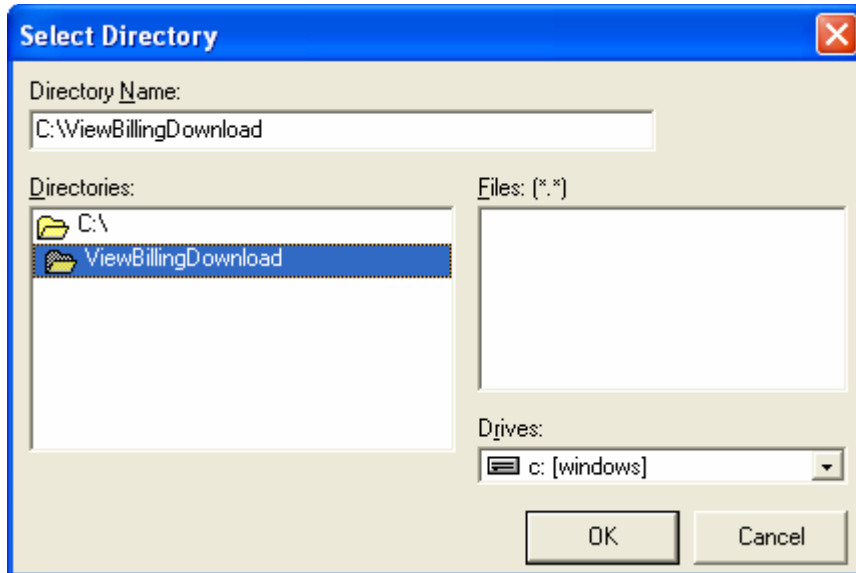 Select Directory
Directory Name:
C:\ViewBillingDownload
Directories:
Files: (*.*)
C:\
ViewBillingDownload
Drives:
c: [windows]
OK
Cancel